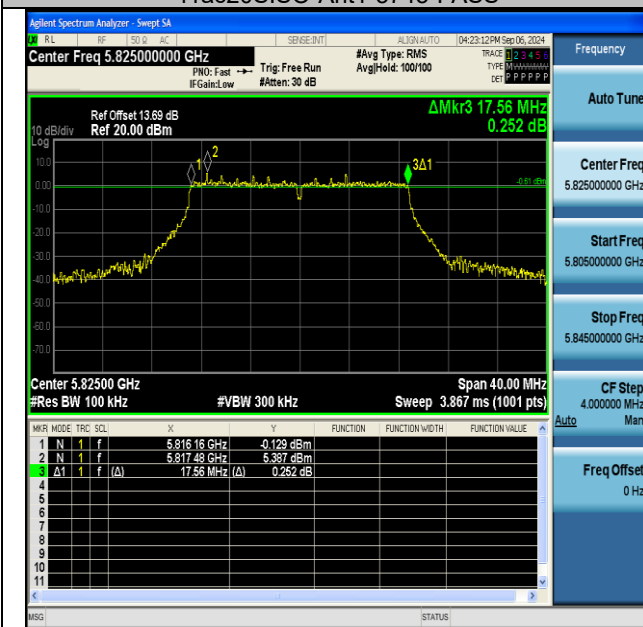 Agilent Spectrum Analyzer - Swept SA
RL RF 50 Ω AC SENSE:INT ALIGN AUTO 04:23:12 PM Sep 06, 2024
Center Freq 5.825000000 GHz
PNO: Fast
IFGain:Low
Trig: Free Run
#Atten: 30 dB
#Avg Type: RMS
Avg|Hold: 100/100
TRACE 1 2 3 4 5 6
TYPE M
DET P P P P P P
Ref Offset 13.69 dB
10 dB/div Ref 20.00 dBm
Log
ΔMkr3 17.56 MHz
0.252 dB
10.0
0.00
-10.0
-20.0
-30.0
-40.0
-50.0
-60.0
-70.0
1
2
3Δ1
-0.61 dBm
Center 5.82500 GHz Span 40.00 MHz
#Res BW 100 kHz #VBW 300 kHz Sweep 3.867 ms (1001 pts)
MKR MODE TRC SCL X Y FUNCTION FUNCTION WIDTH FUNCTION VALUE
1 N 1 f 5.816 16 GHz -0.129 dBm
2 N 1 f 5.817 48 GHz 5.387 dBm
3 Δ1 1 f (Δ) 17.56 MHz (Δ) 0.252 dB
4
5
6
7
8
9
10
11
MSG STATUS
Frequency
Auto Tune
Center Freq
5.825000000 GHz
Start Freq
5.805000000 GHz
Stop Freq
5.845000000 GHz
CF Step
4.000000 MHz
Auto Man
Freq Offset
0 Hz